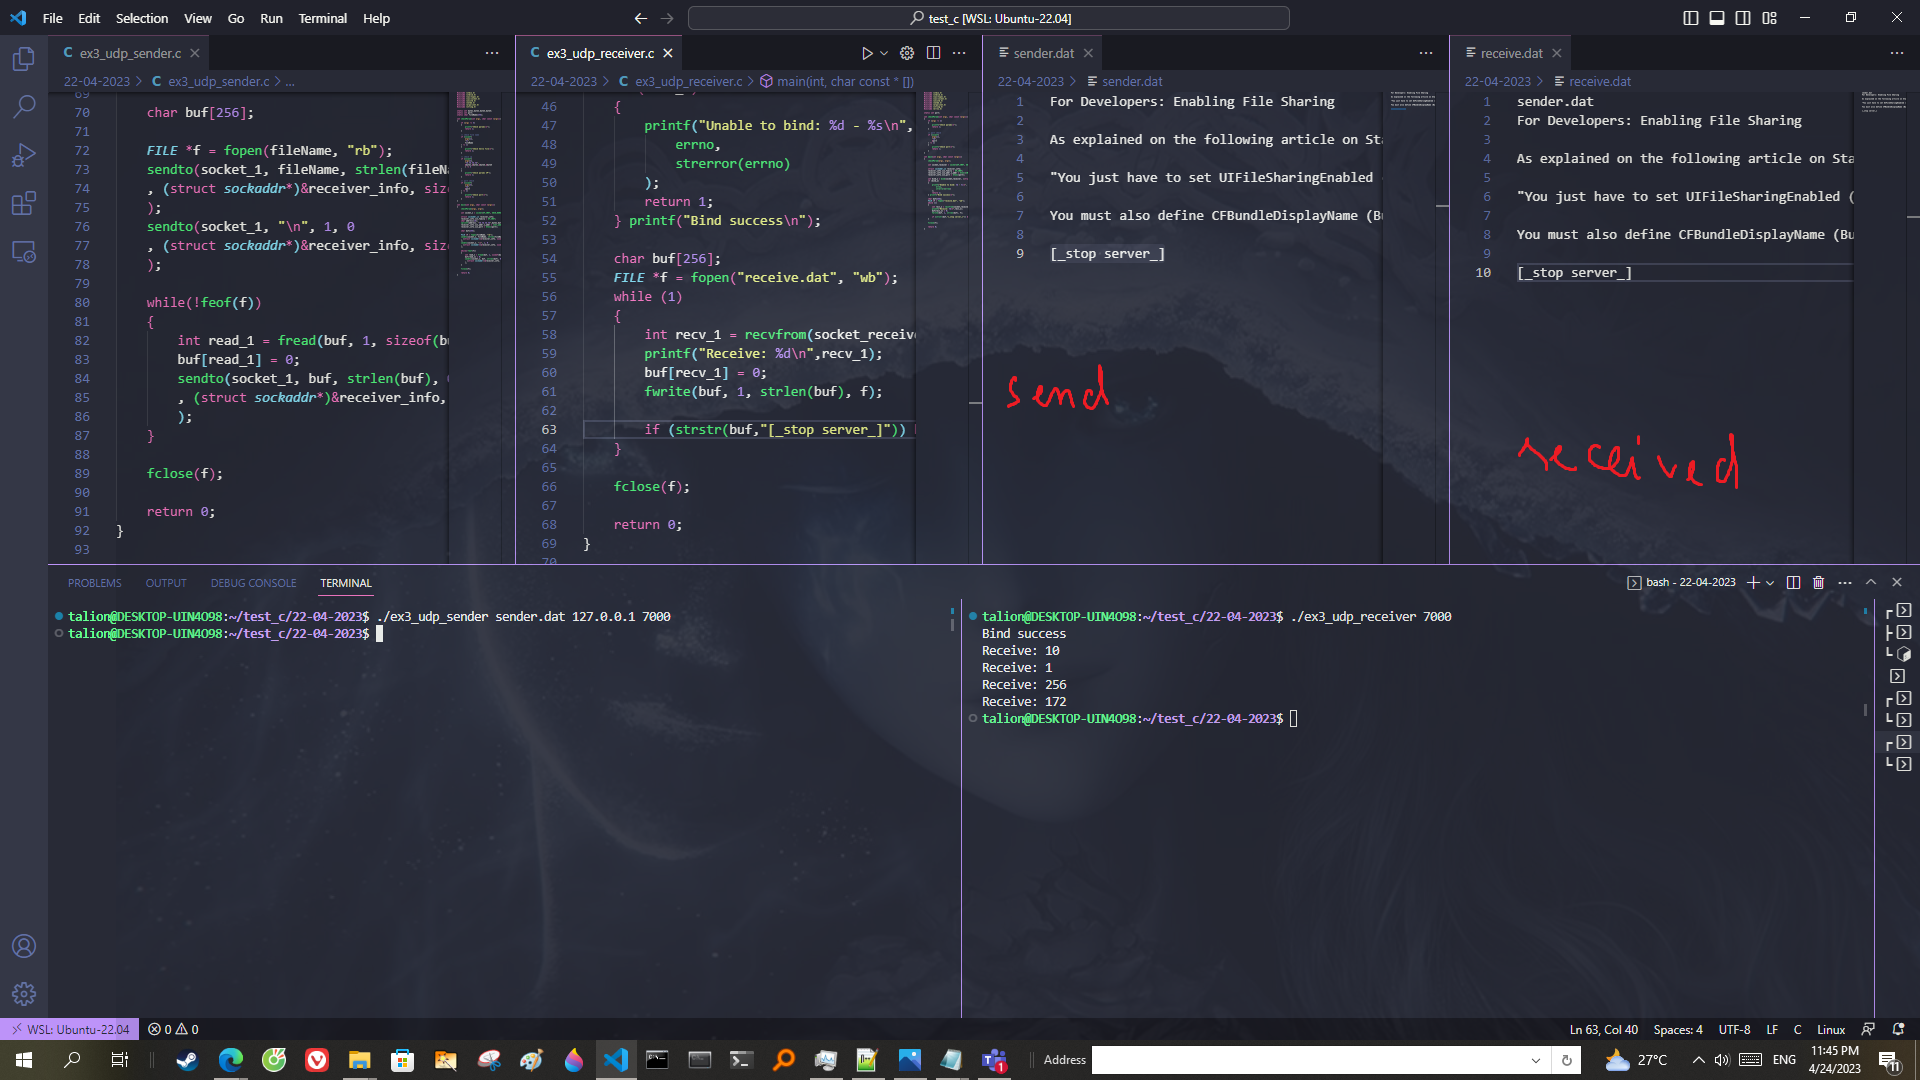 File Edit Selection View Go Run Terminal Help
test_c [WSL: Ubuntu-22.04]
ex3_udp_sender.c
22-04-2023 > ex3_udp_sender.c > ...
69
70 char buf[256];
71
72 FILE *f = fopen(fileName, "rb");
73 sendto(socket_1, fileName, strlen(fileN
74 , (struct sockaddr*)&receiver_info, size
75 );
76 sendto(socket_1, "\n", 1, 0
77 , (struct sockaddr*)&receiver_info, size
78 );
79
80 while(!feof(f))
81 {
82 int read_1 = fread(buf, 1, sizeof(b
83 buf[read_1] = 0;
84 sendto(socket_1, buf, strlen(buf),
85 , (struct sockaddr*)&receiver_info,
86 );
87 }
88
89 fclose(f);
90
91 return 0;
92 }
93
ex3_udp_receiver.c
22-04-2023 > ex3_udp_receiver.c > main(int, char const * [])
46 {
47 printf("Unable to bind: %d - %s\n",
48 errno,
49 strerror(errno)
50 );
51 return 1;
52 } printf("Bind success\n");
53
54 char buf[256];
55 FILE *f = fopen("receive.dat", "wb");
56 while (1)
57 {
58 int recv_1 = recvfrom(socket_receive
59 printf("Receive: %d\n",recv_1);
60 buf[recv_1] = 0;
61 fwrite(buf, 1, strlen(buf), f);
62
63 if (strstr(buf,"[_stop server_]"))
64 }
65
66 fclose(f);
67
68 return 0;
69 }
70
sender.dat
22-04-2023 > sender.dat
1 For Developers: Enabling File Sharing
2
3 As explained on the following article on Sta
4
5 "You just have to set UIFileSharingEnabled
6
7 You must also define CFBundleDisplayName (Bu
8
9 [_stop server_]
send
receive.dat
22-04-2023 > receive.dat
1 sender.dat
2 For Developers: Enabling File Sharing
3
4 As explained on the following article on Sta
5
6 "You just have to set UIFileSharingEnabled (
7
8 You must also define CFBundleDisplayName (Bu
9
10 [_stop server_]
received
PROBLEMS OUTPUT DEBUG CONSOLE TERMINAL
bash - 22-04-2023
talion@DESKTOP-UIN4O98:~/test_c/22-04-2023$ ./ex3_udp_sender sender.dat 127.0.0.1 7000
talion@DESKTOP-UIN4O98:~/test_c/22-04-2023$
talion@DESKTOP-UIN4O98:~/test_c/22-04-2023$ ./ex3_udp_receiver 7000
Bind success
Receive: 10
Receive: 1
Receive: 256
Receive: 172
talion@DESKTOP-UIN4O98:~/test_c/22-04-2023$
WSL: Ubuntu-22.04 0 0
Ln 63, Col 40 Spaces: 4 UTF-8 LF C Linux
Address
1
27°C
ENG
11:45 PM
4/24/2023
11